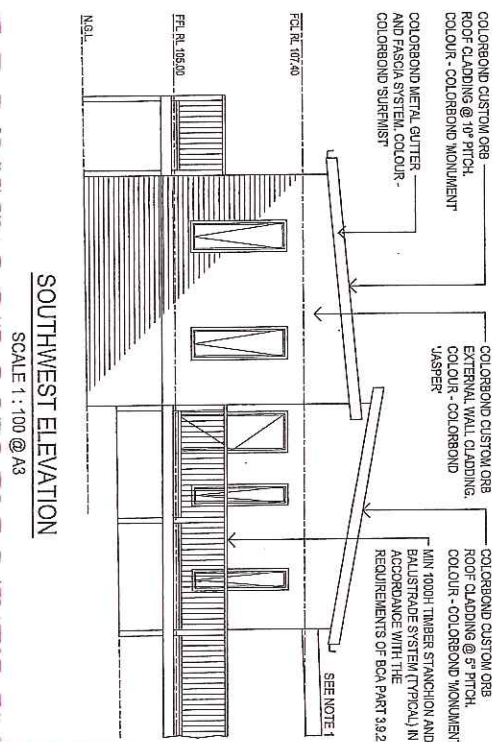 COLORBOND CUSTOM ORB
ROOF CLADDING @ 10° PITCH.
COLOUR - COLORBOND 'MONUMENT'
COLORBOND METAL GUTTER
AND FASCIA SYSTEM. COLOUR -
COLORBOND 'SURFMIST'
COLORBOND CUSTOM ORB
EXTERNAL WALL CLADDING.
COLOUR - COLORBOND
'JASPER'
COLORBOND CUSTOM ORB
ROOF CLADDING @ 5° PITCH.
COLOUR - COLORBOND 'MONUMENT'
MIN 1000H TIMBER STANCHION AND
BALUSTRADE SYSTEM (TYPICAL) IN
ACCORDANCE WITH THE
REQUIREMENTS OF BCA PART 3.9.2
SEE NOTE 1
FCL RL 107.40
FFL RL 105.00
N.G.L.
SOUTHWEST ELEVATION
SCALE 1 : 100 @ A3